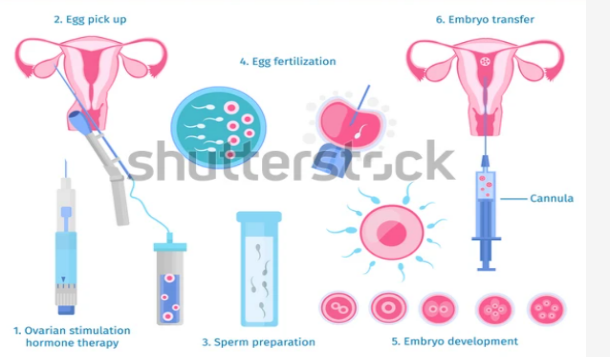 2. Egg pick up
6. Embryo transfer
4. Egg fertilization
shutterstock
Cannula
1. Ovarian stimulation
hormone therapy
3. Sperm preparation
5. Embryo development